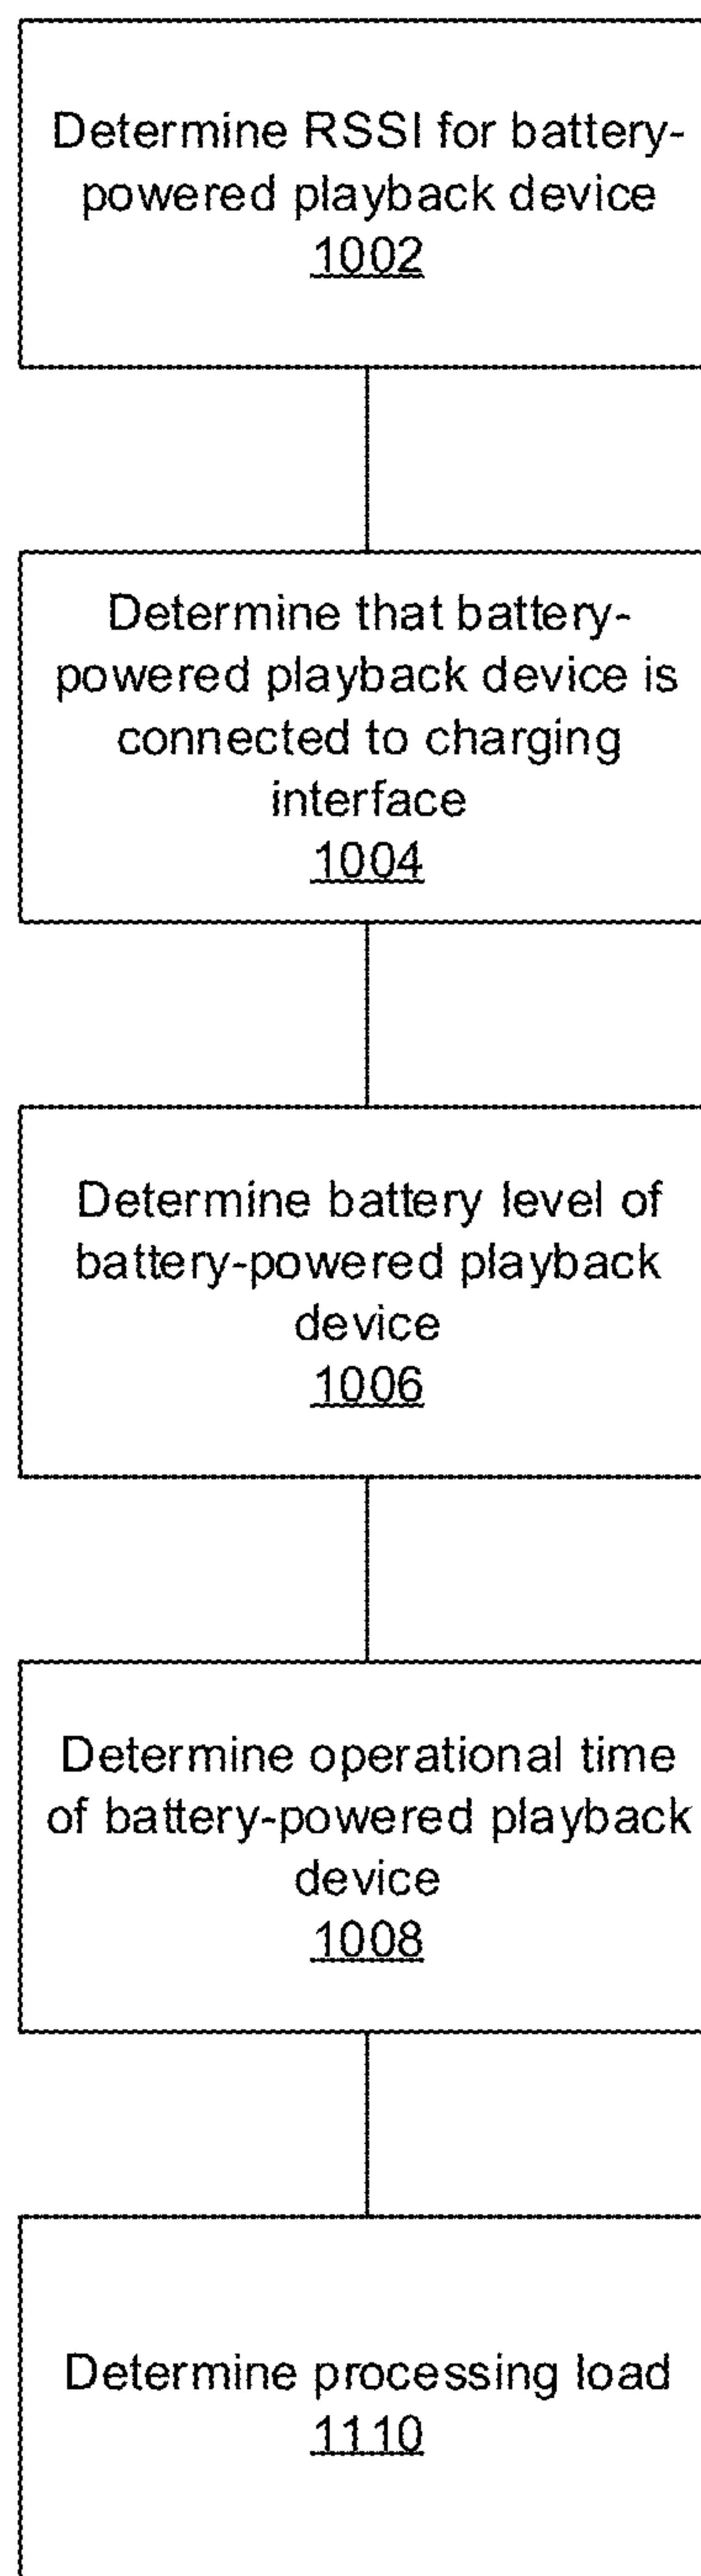 Determine RSSI for battery-
powered playback device
1002
Determine that battery-
powered playback device is
connected to charging
interface
1004
Determine battery level of
battery-powered playback
device
1006
Determine operational time
of battery-powered playback
device
1008
Determine processing load
1110